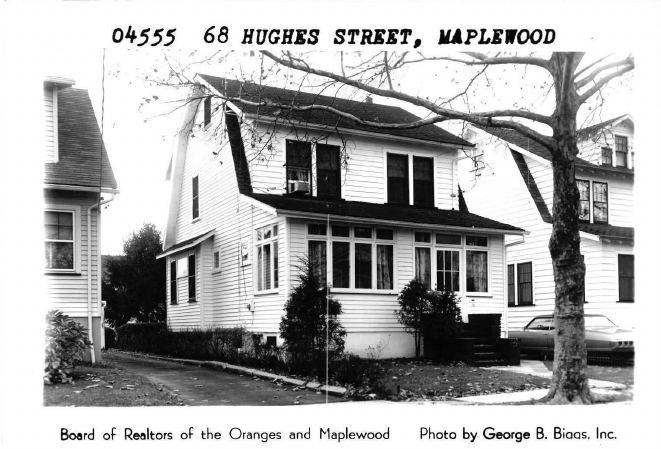 04555 68 HUGHES STREET, MAPLEWOOD
Board of Realtors of the Oranges and Maplewood Photo by George B. Biggs, Inc.